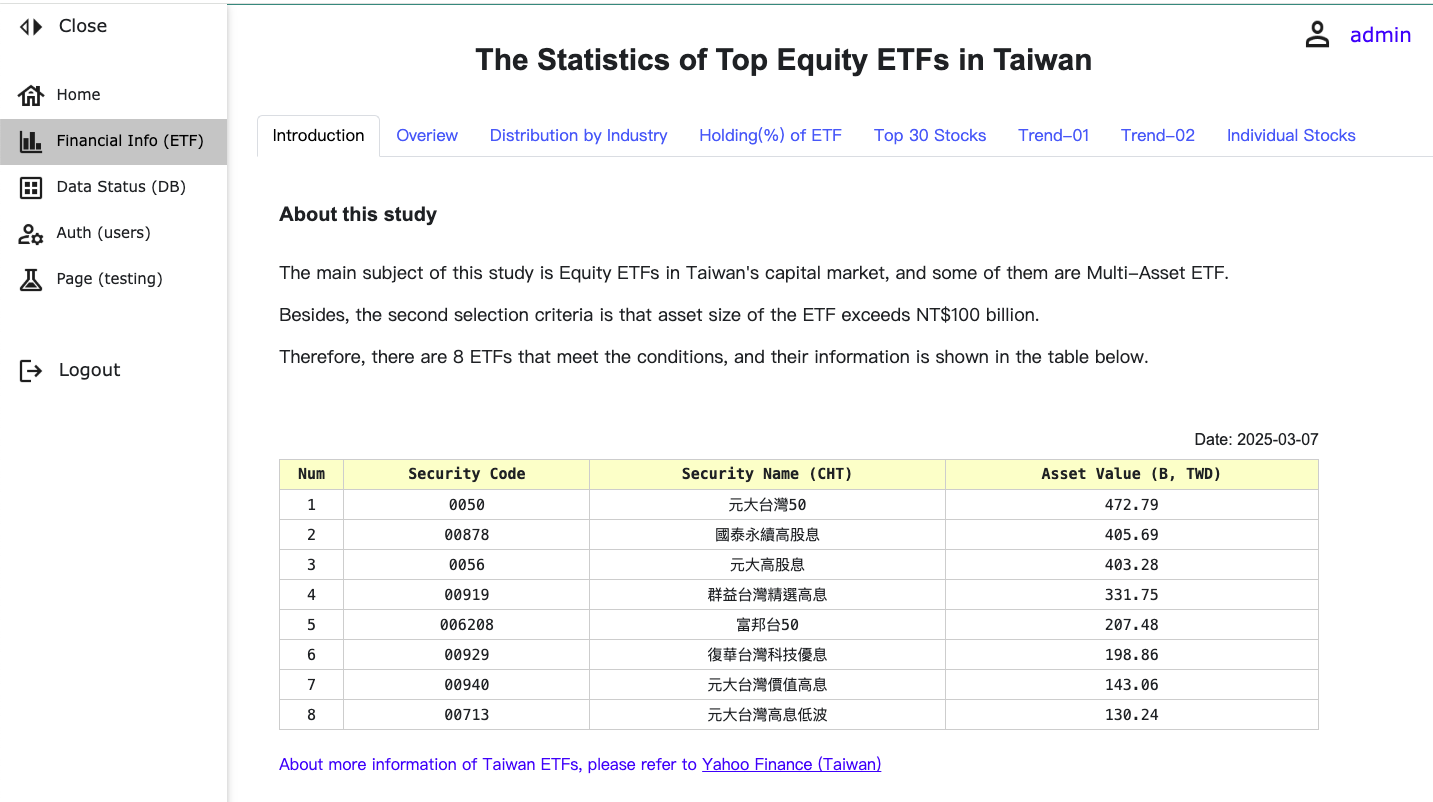 Close
Home
Financial Info (ETF)
Data Status (DB)
Auth (users)
Page (testing)
Logout
admin
The Statistics of Top Equity ETFs in Taiwan
Introduction Overiew Distribution by Industry Holding(%) of ETF Top 30 Stocks Trend-01 Trend-02 Individual Stocks
About this study
The main subject of this study is Equity ETFs in Taiwan's capital market, and some of them are Multi-Asset ETF.
Besides, the second selection criteria is that asset size of the ETF exceeds NT$100 billion.
Therefore, there are 8 ETFs that meet the conditions, and their information is shown in the table below.
Date: 2025-03-07
Num Security Code Security Name (CHT) Asset Value (B, TWD)
1 0050 元大台灣50 472.79
2 00878 國泰永續高股息 405.69
3 0056 元大高股息 403.28
4 00919 群益台灣精選高息 331.75
5 006208 富邦台50 207.48
6 00929 復華台灣科技優息 198.86
7 00940 元大台灣價值高息 143.06
8 00713 元大台灣高息低波 130.24
About more information of Taiwan ETFs, please refer to Yahoo Finance (Taiwan)